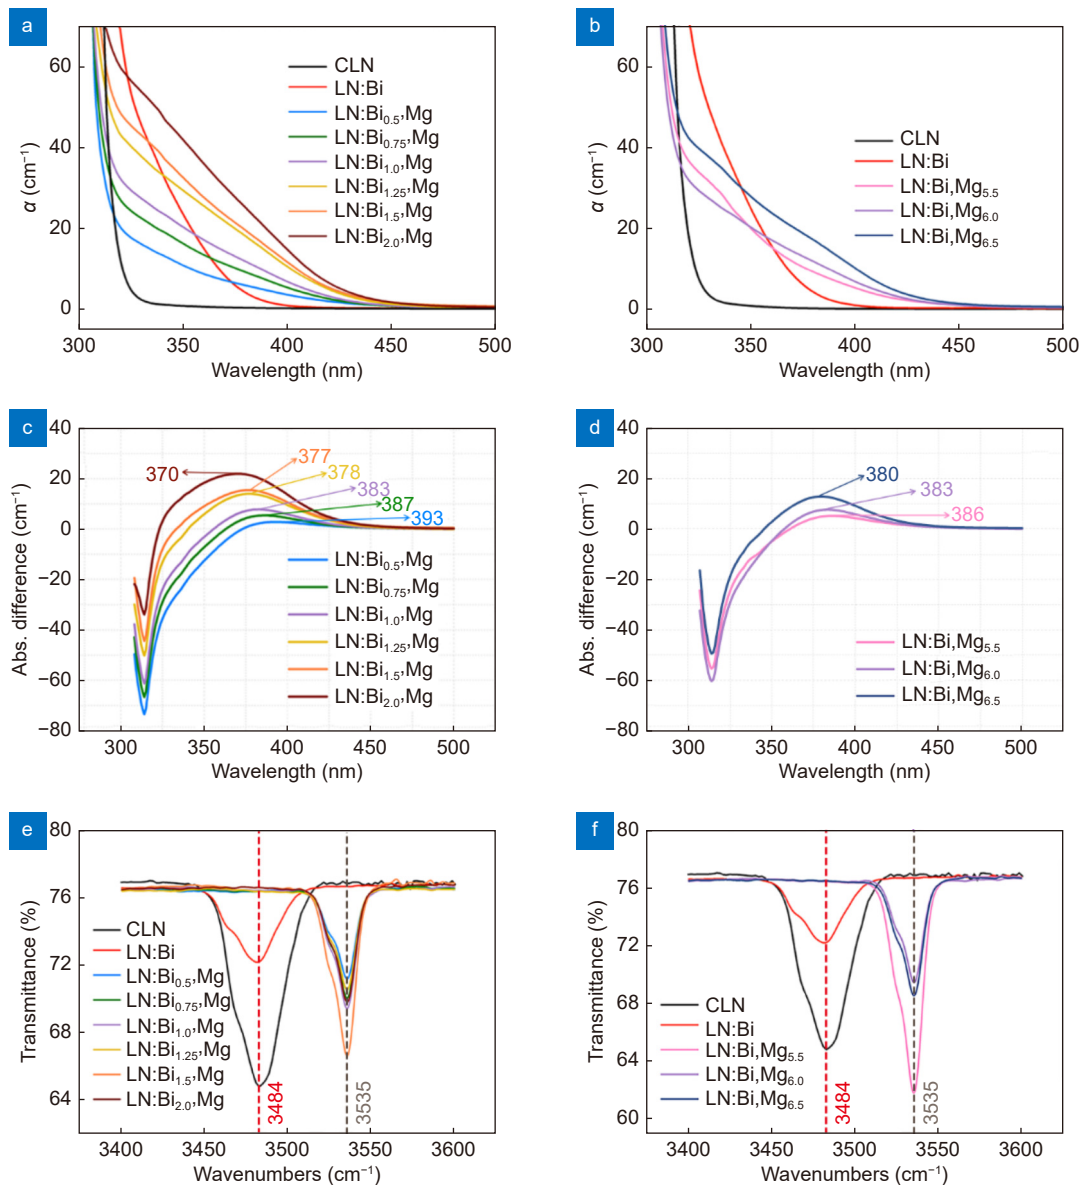 a
60
40
20
0
α (cm⁻¹)
300
350
400
450
500
Wavelength (nm)
CLN
LN:Bi
LN:Bi₀.₅,Mg
LN:Bi₀.₇₅,Mg
LN:Bi₁.₀,Mg
LN:Bi₁.₂₅,Mg
LN:Bi₁.₅,Mg
LN:Bi₂.₀,Mg
b
60
40
20
0
α (cm⁻¹)
300
350
400
450
500
Wavelength (nm)
CLN
LN:Bi
LN:Bi,Mg₅.₅
LN:Bi,Mg₆.₀
LN:Bi,Mg₆.₅
c
40
20
0
−20
−40
−60
−80
Abs. difference (cm⁻¹)
300
350
400
450
500
Wavelength (nm)
370
377
378
383
387
393
LN:Bi₀.₅,Mg
LN:Bi₀.₇₅,Mg
LN:Bi₁.₀,Mg
LN:Bi₁.₂₅,Mg
LN:Bi₁.₅,Mg
LN:Bi₂.₀,Mg
d
40
20
0
−20
−40
−60
−80
Abs. difference (cm⁻¹)
300
350
400
450
500
Wavelength (nm)
380
383
386
LN:Bi,Mg₅.₅
LN:Bi,Mg₆.₀
LN:Bi,Mg₆.₅
e
80
76
72
68
64
Transmittance (%)
3400
3450
3500
3550
3600
Wavenumbers (cm⁻¹)
CLN
LN:Bi
LN:Bi₀.₅,Mg
LN:Bi₀.₇₅,Mg
LN:Bi₁.₀,Mg
LN:Bi₁.₂₅,Mg
LN:Bi₁.₅,Mg
LN:Bi₂.₀,Mg
3484
3535
f
80
76
72
68
64
60
Transmittance (%)
3400
3450
3500
3550
3600
Wavenumbers (cm⁻¹)
CLN
LN:Bi
LN:Bi,Mg₅.₅
LN:Bi,Mg₆.₀
LN:Bi,Mg₆.₅
3484
3535